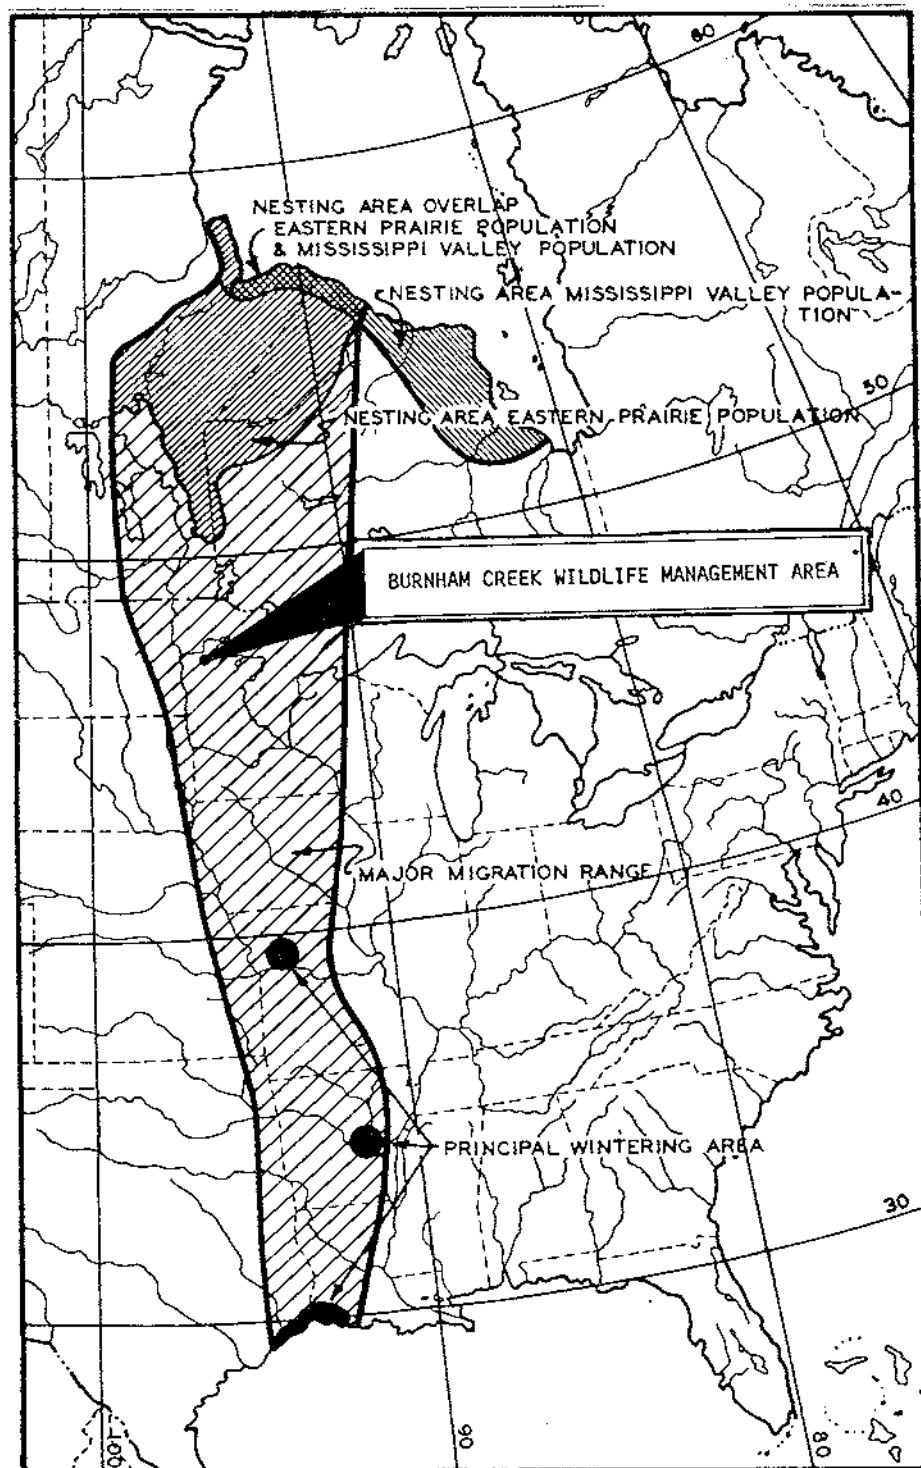 60
NESTING AREA OVERLAP
EASTERN PRAIRIE POPULATION
& MISSISSIPPI VALLEY POPULATION
NESTING AREA MISSISSIPPI VALLEY POPULA-
TION
50
NESTING AREA EASTERN PRAIRIE POPULATION
BURNHAM CREEK WILDLIFE MANAGEMENT AREA
40
MAJOR MIGRATION RANGE
PRINCIPAL WINTERING AREA
30
100
90
80